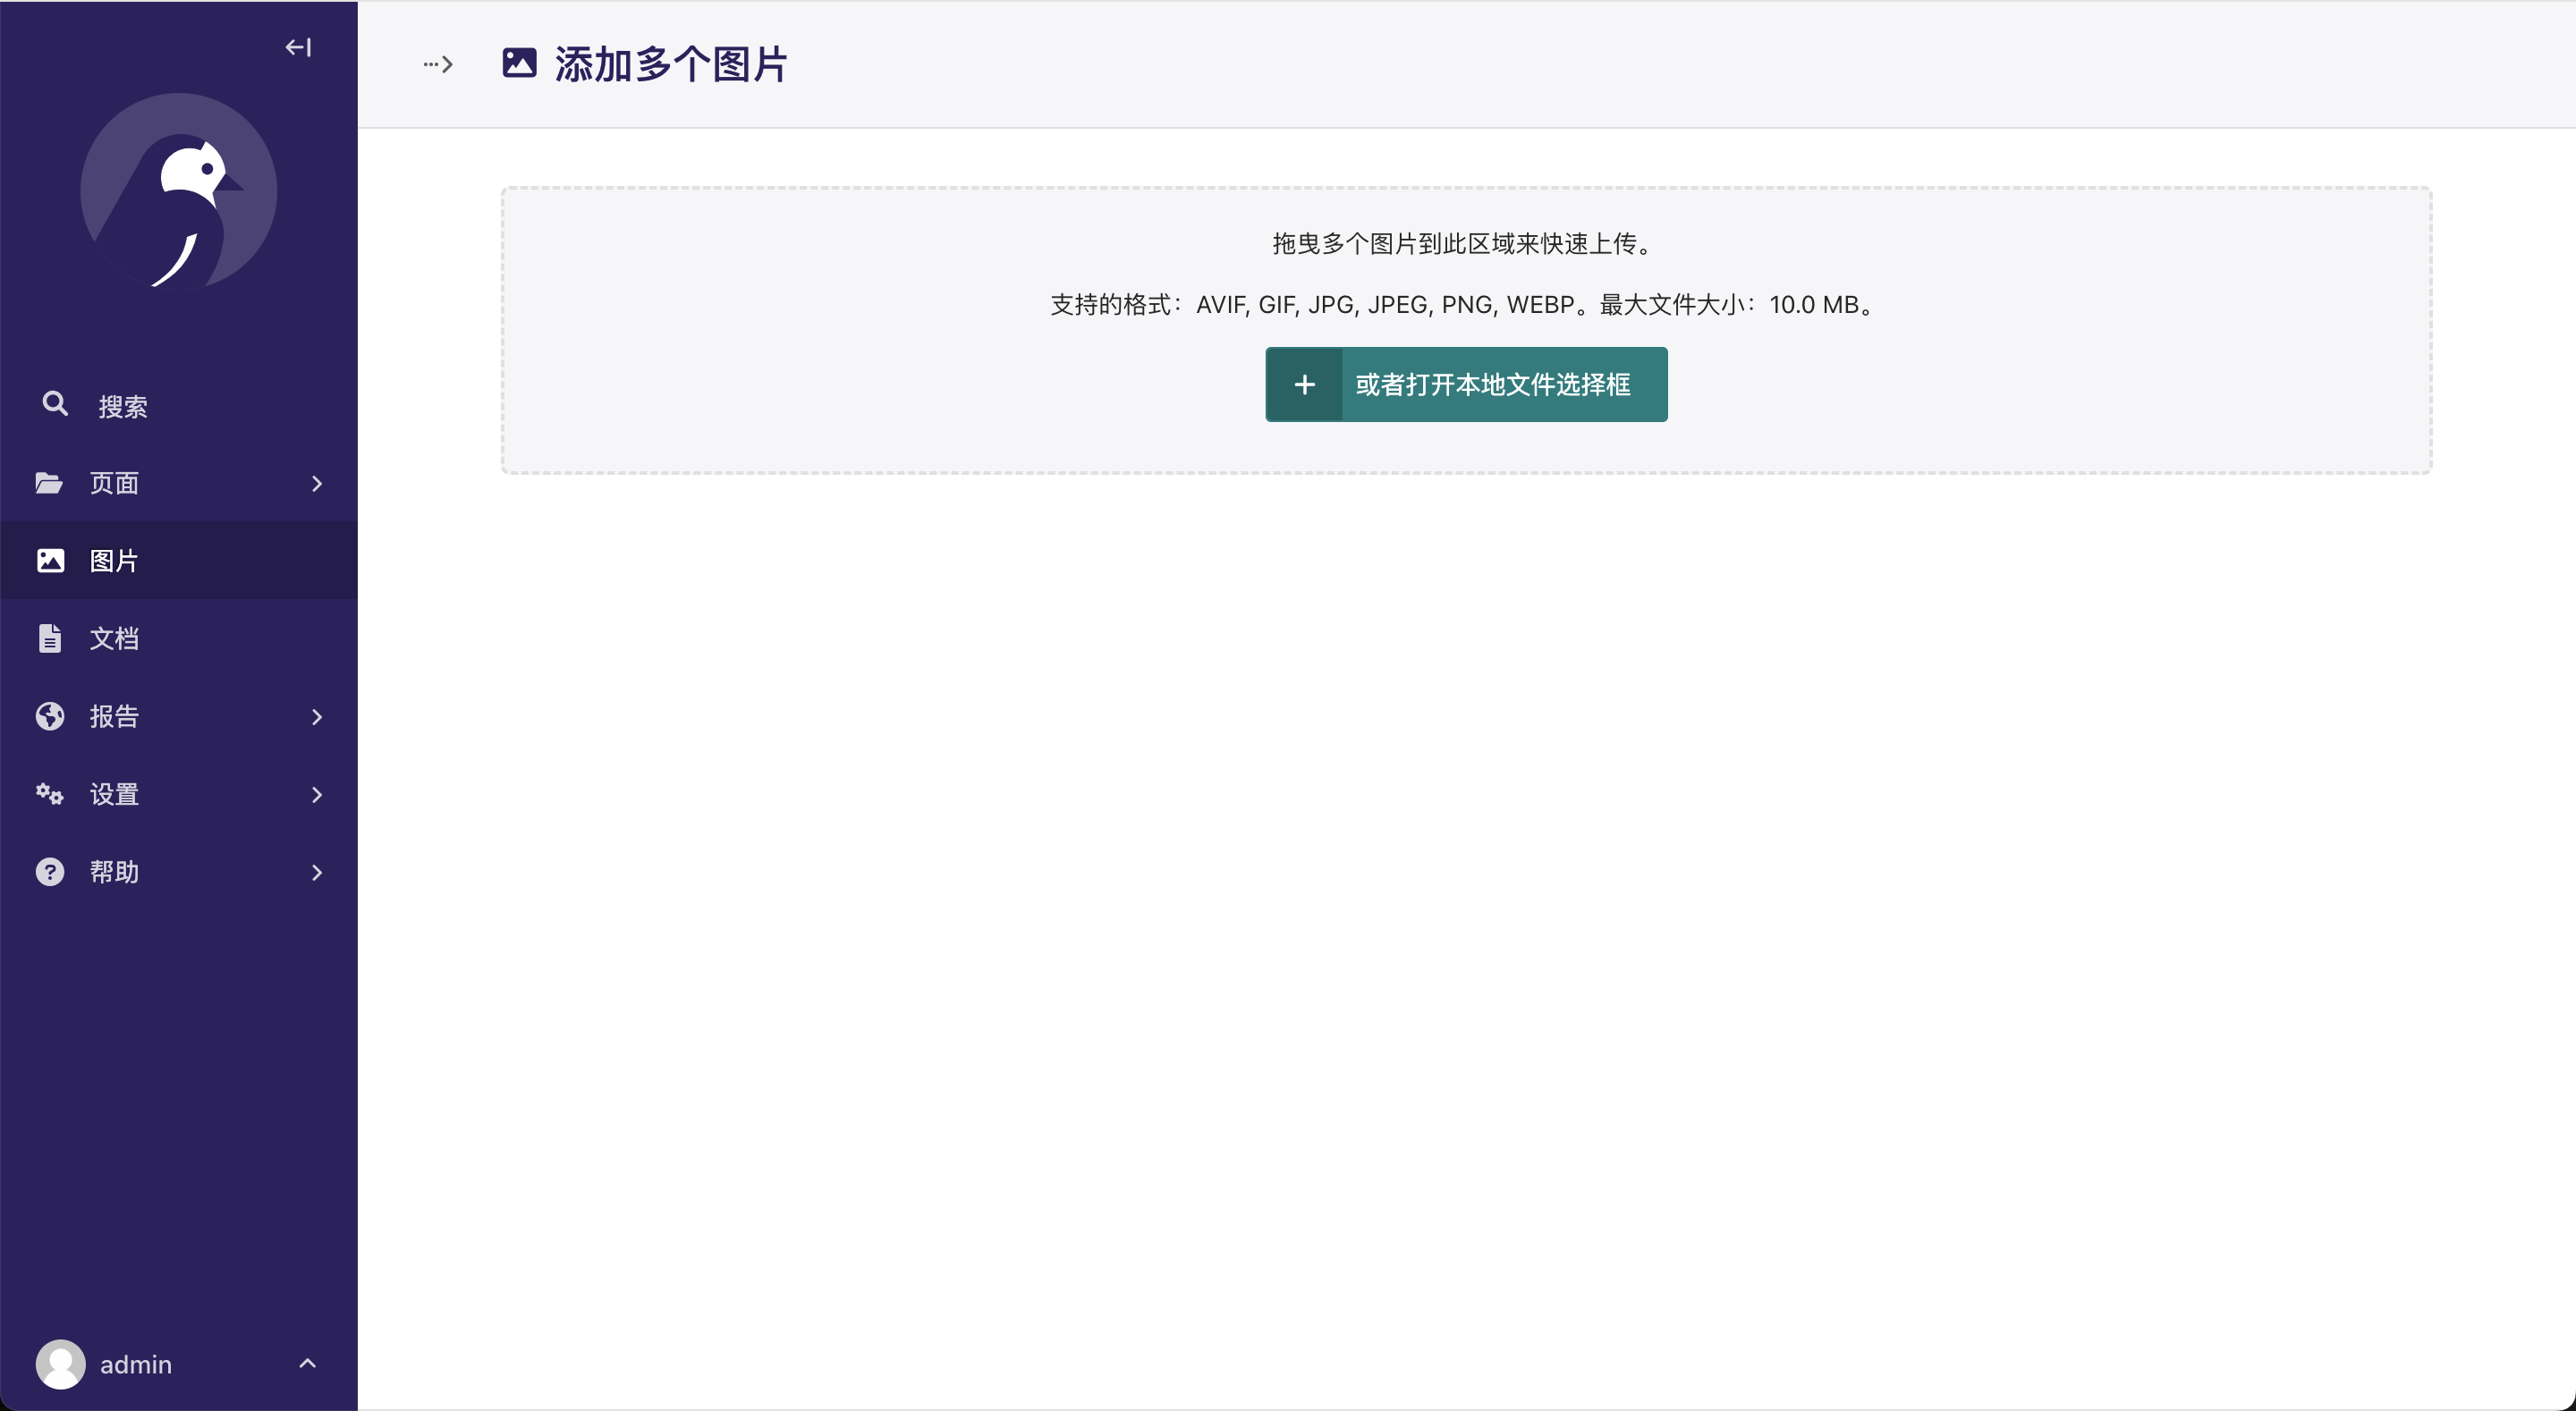 添加多个图片
拖曳多个图片到此区域来快速上传。
支持的格式：AVIF, GIF, JPG, JPEG, PNG, WEBP。最大文件大小：10.0 MB。
或者打开本地文件选择框
搜索
页面
图片
文档
报告
设置
帮助
admin